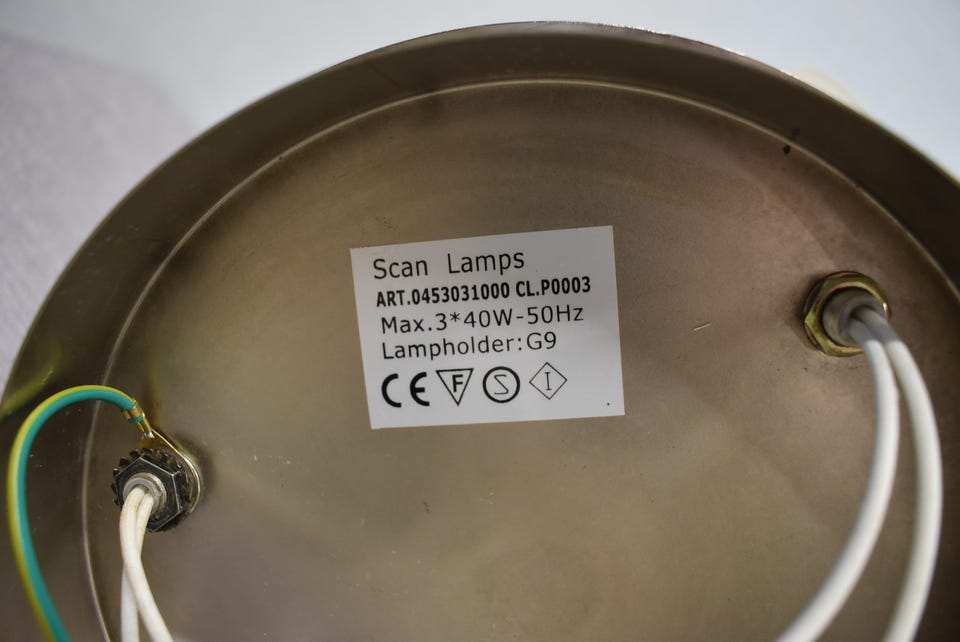 Scan Lamps
ART.0453031000 CL.P0003
Max.3*40W-50Hz
Lampholder:G9
CE F S I